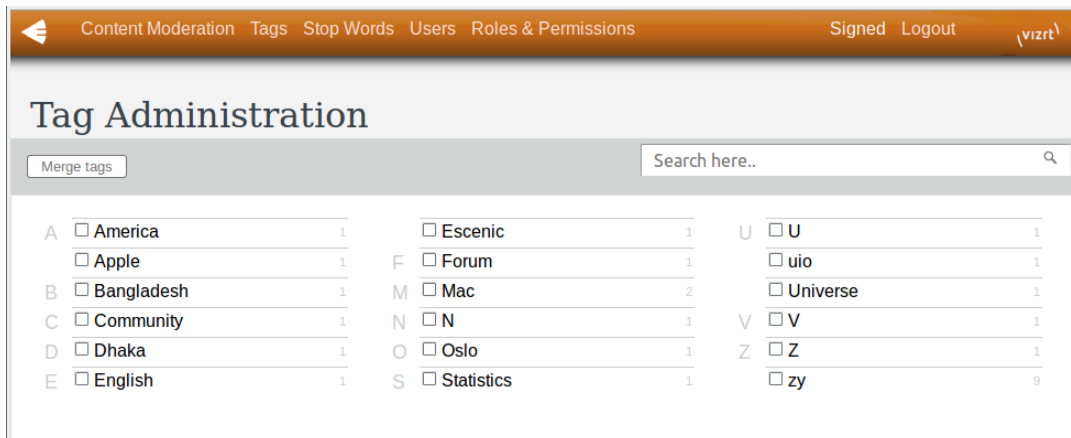 Content Moderation Tags Stop Words Users Roles & Permissions Signed Logout vizrt
Tag Administration
Merge tags Search here..
A America 1
Apple 1
B Bangladesh 1
C Community 1
D Dhaka 1
E English 1
Escenic 1
F Forum 1
M Mac 2
N N 1
O Oslo 1
S Statistics 1
U U 1
uio 1
Universe 1
V V 1
Z Z 1
zy 9